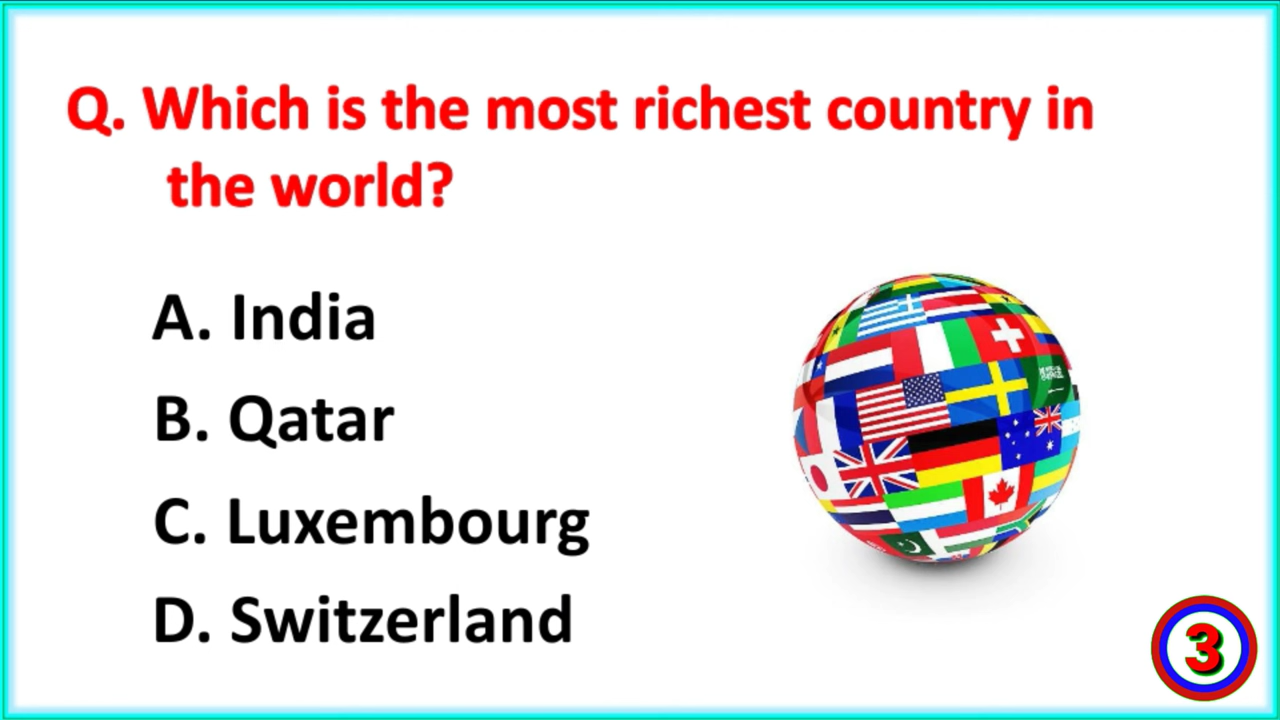 Q. Which is the most richest country in
the world?
A. India
B. Qatar
C. Luxembourg
D. Switzerland
3